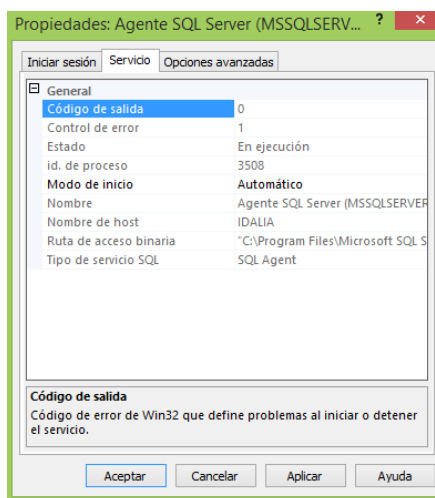 Propiedades: Agente SQL Server (MSSQLSERV... ? ×
Iniciar sesión Servicio Opciones avanzadas
General
Código de salida 0
Control de error 1
Estado En ejecución
id. de proceso 3508
Modo de inicio Automático
Nombre Agente SQL Server (MSSQLSERVER
Nombre de host IDALIA
Ruta de acceso binaria "C:\Program Files\Microsoft SQL S
Tipo de servicio SQL SQL Agent
Código de salida
Código de error de Win32 que define problemas al iniciar o detener
el servicio.
Aceptar Cancelar Aplicar Ayuda